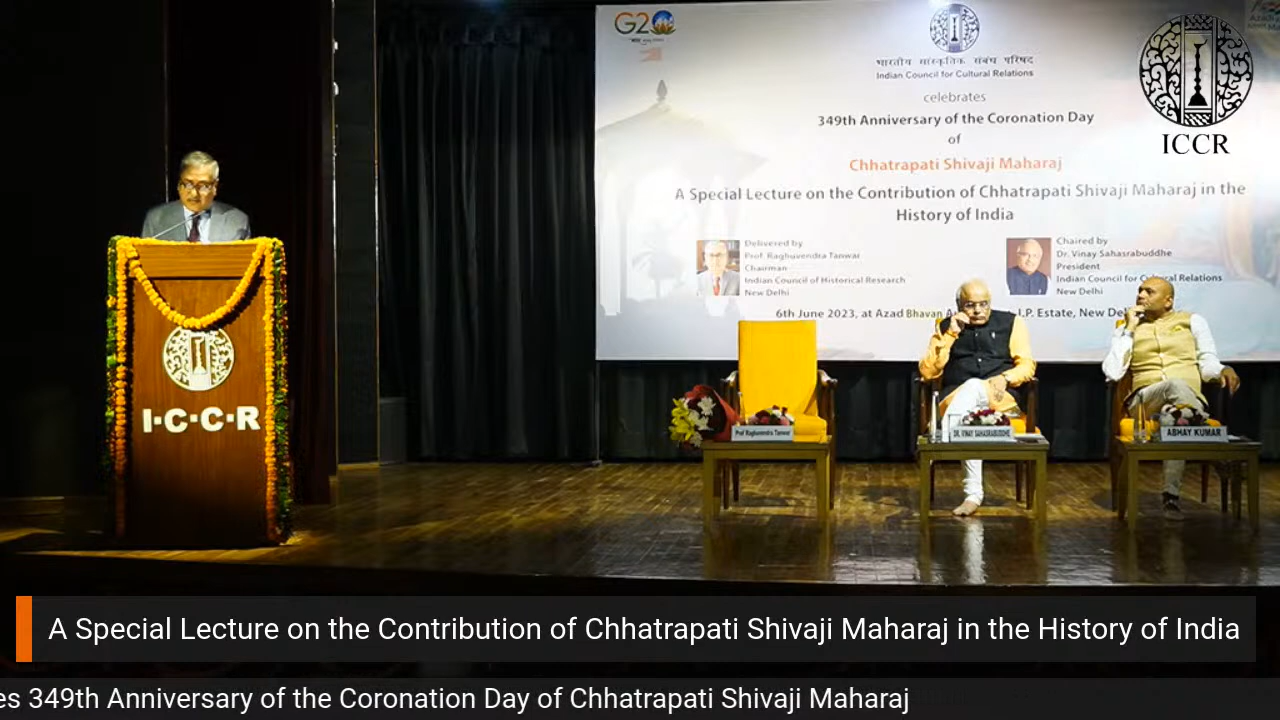 G20
भारतीय सांस्कृतिक संबंध परिषद
Indian Council for Cultural Relations
celebrates
349th Anniversary of the Coronation Day
of
Chhatrapati Shivaji Maharaj
A Special Lecture on the Contribution of Chhatrapati Shivaji Maharaj in the
History of India
Delivered by
Prof. Raghuvendra Tanwar
Chairman
Indian Council of Historical Research
New Delhi
Chaired by
Dr. Vinay Sahasrabuddhe
President
Indian Council for Cultural Relations
New Delhi
6th June 2023, at Azad Bhavan I.P. Estate, New
ICCR
I·C·C·R
Prof Raghuvendra Tanwar
DR. VINAY SAHASRABUDDHE
ABHAY KUMAR
A Special Lecture on the Contribution of Chhatrapati Shivaji Maharaj in the History of India
es 349th Anniversary of the Coronation Day of Chhatrapati Shivaji Maharaj